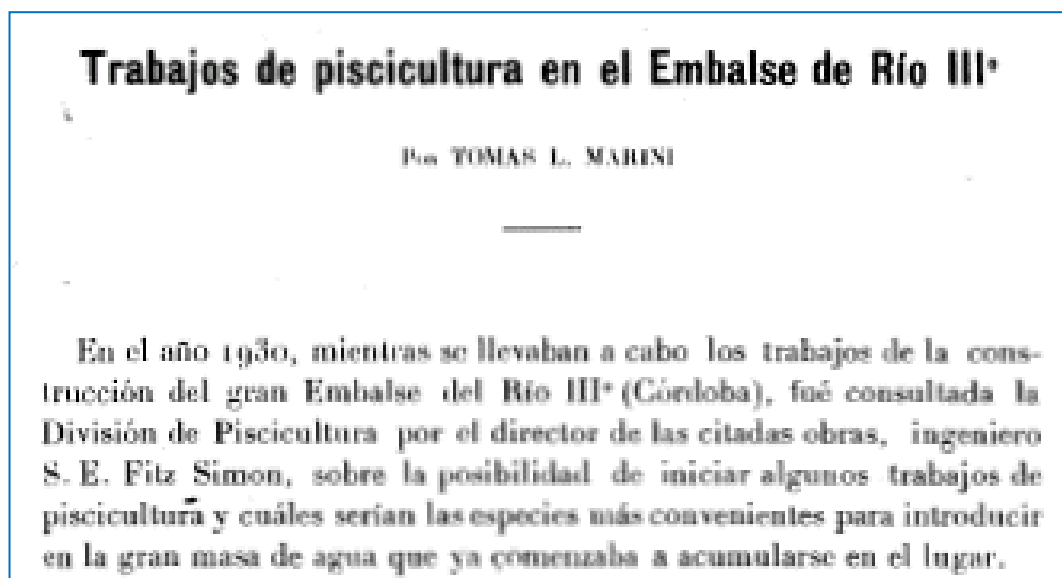 Trabajos de piscicultura en el Embalse de Río IIIº
Por TOMAS L. MARINI
En el año 1930, mientras se llevaban a cabo los trabajos de la cons-
trucción del gran Embalse del Río IIIº (Córdoba), fué consultada la
División de Piscicultura por el director de las citadas obras, ingeniero
S. E. Fitz Simon, sobre la posibilidad de iniciar algunos trabajos de
piscicultura y cuáles serían las especies más convenientes para introducir
en la gran masa de agua que ya comenzaba a acumularse en el lugar.